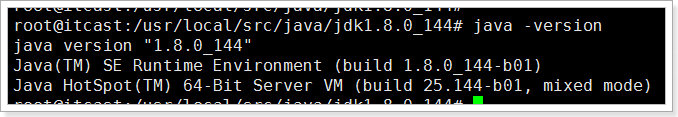 root@itcast:/usr/local/src/java/jdk1.8.0_144#
root@itcast:/usr/local/src/java/jdk1.8.0_144# java -version
java version "1.8.0_144"
Java(TM) SE Runtime Environment (build 1.8.0_144-b01)
Java HotSpot(TM) 64-Bit Server VM (build 25.144-b01, mixed mode)
root@itcast:/usr/local/src/java/jdk1.8.0_144#